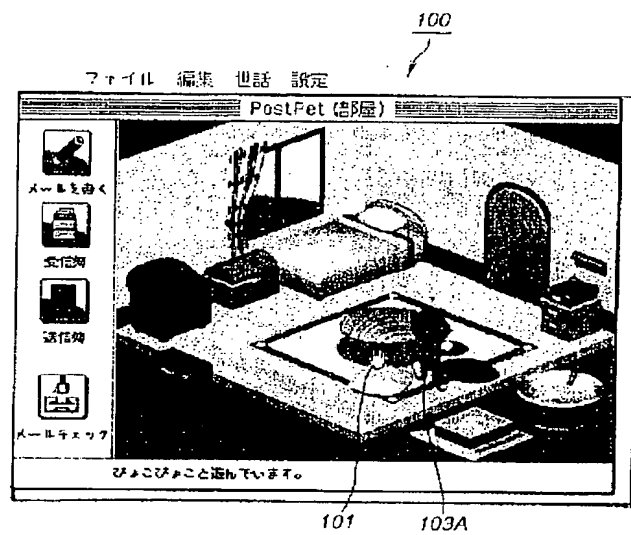 100
ファイル 編集 世話 設定
PostPet (部屋)
メールを書く
受信簿
送信簿
メールチェック
ぴょこぴょこと遊んでいます。
101 103A